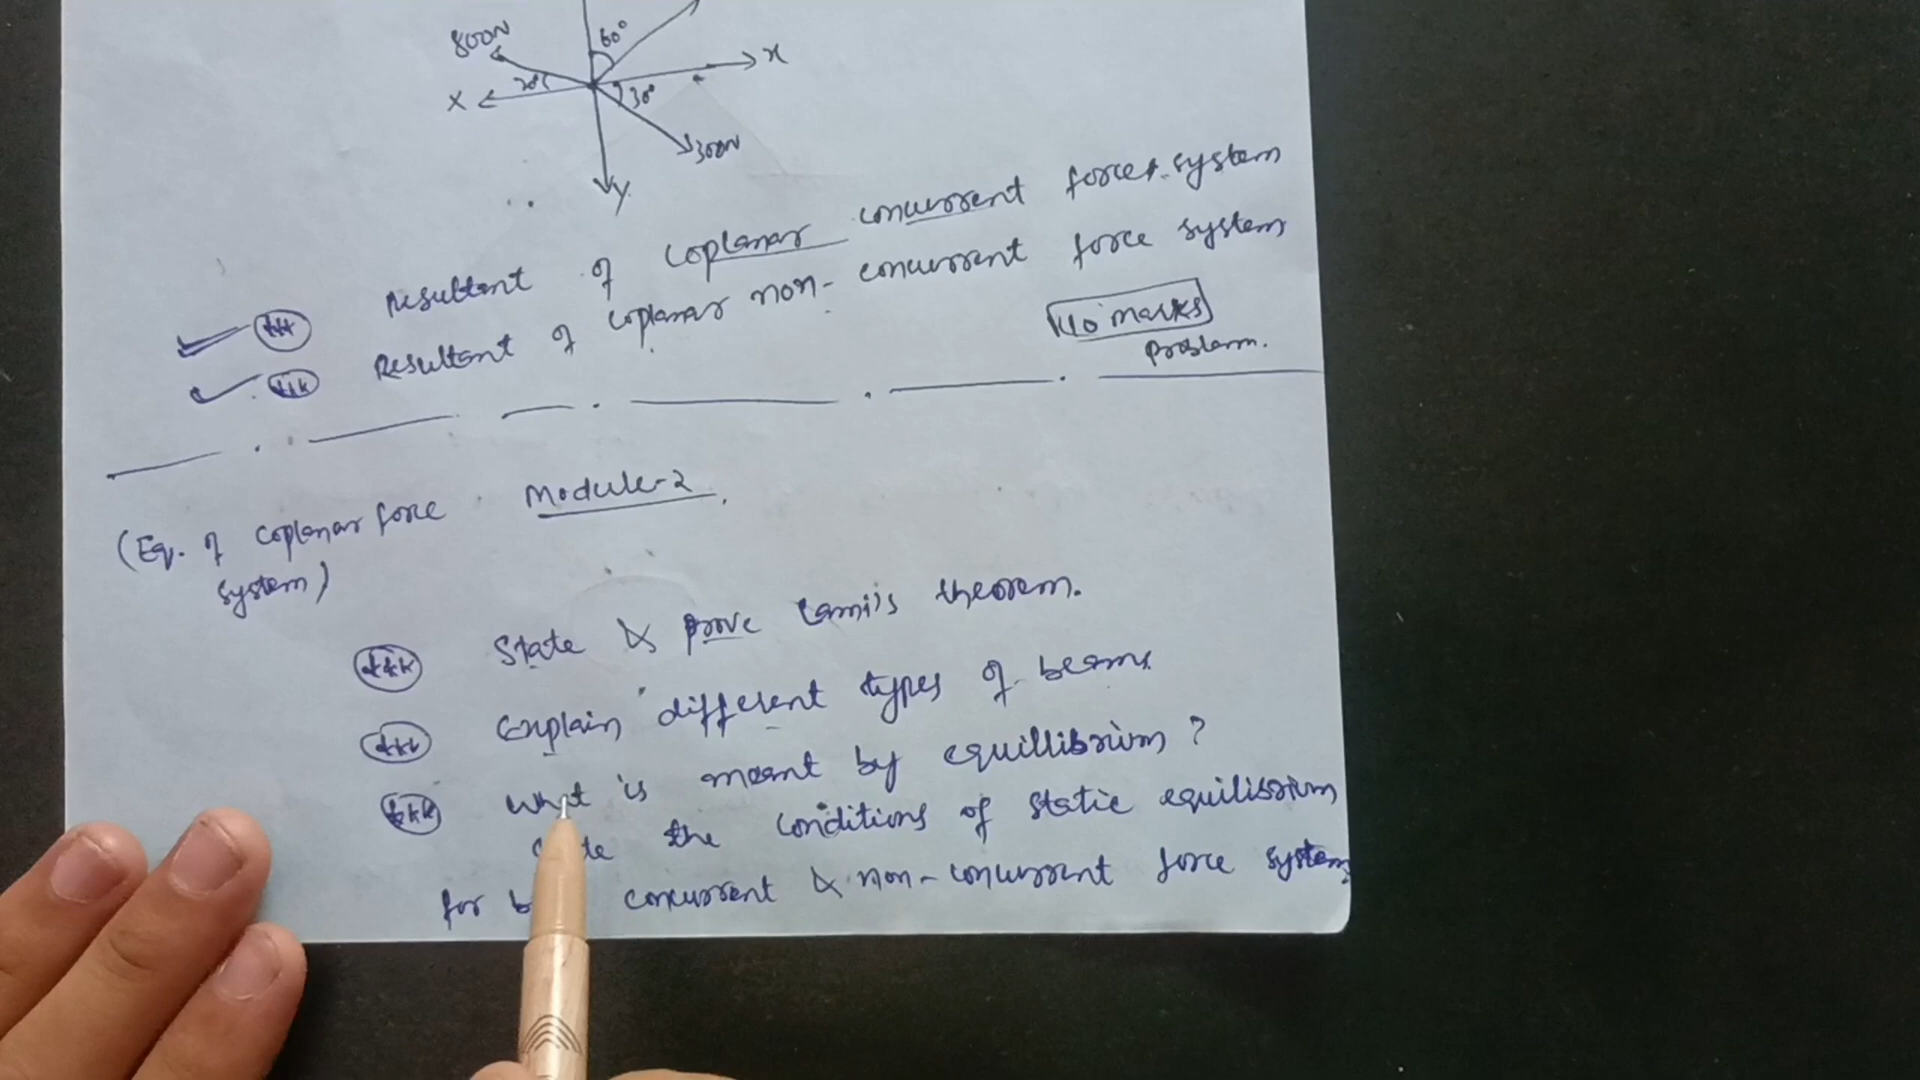 800N
60°
x
X
20°
30°
300N
y
*** Resultant of coplanar concurrent forces system
*** Resultant of coplanar non-concurrent force system
10 marks
problem.
Module-2
(Eq. of coplanar force
system)
*** State & prove Lami's theorem.
*** Explain different types of beams.
*** What is meant by equillibrium?
the conditions of static equilibrium
for concurrent & non-concurrent force system